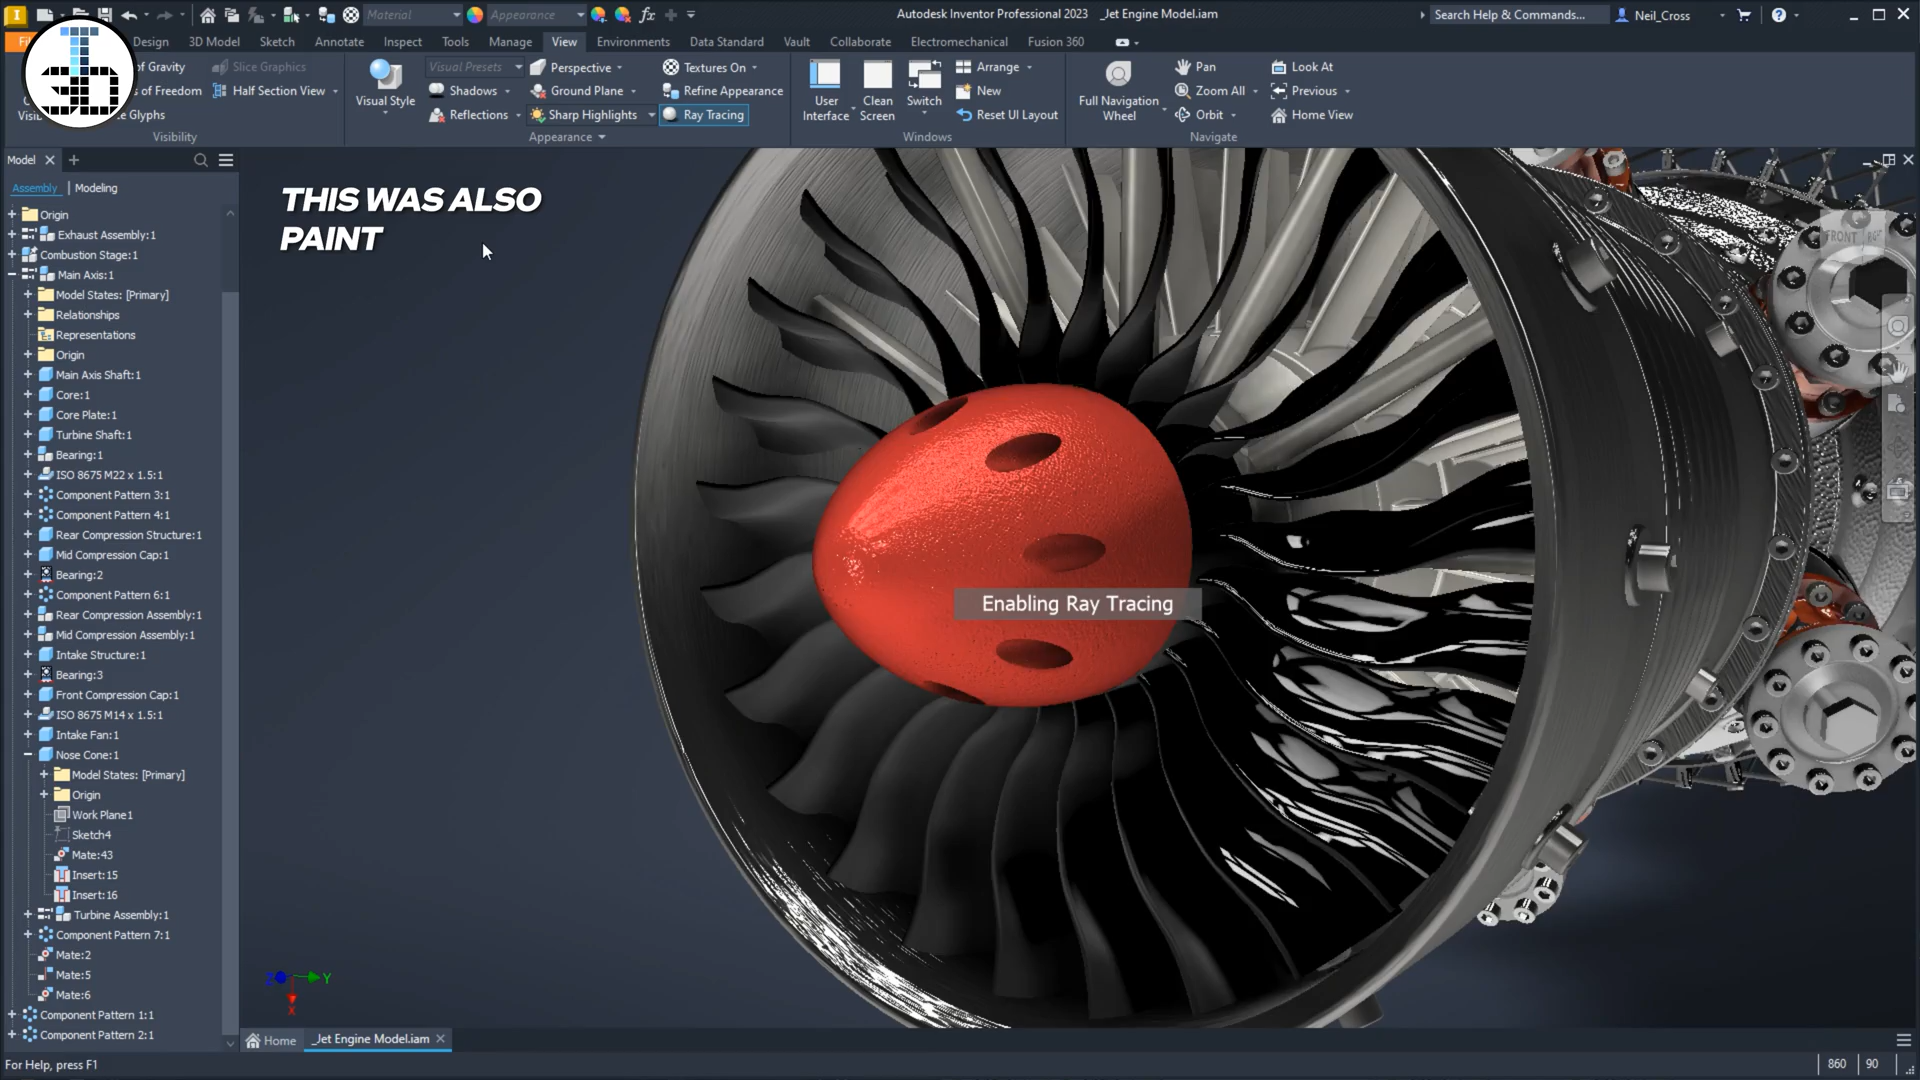 Material
Appearance
Autodesk Inventor Professional 2023
_Jet Engine Model.iam
Search Help & Commands...
Neil_Cross
Design
3D Model
Sketch
Annotate
Inspect
Tools
Manage
View
Environments
Data Standard
Vault
Collaborate
Electromechanical
Fusion 360
of Gravity
Slice Graphics
s of Freedom
Half Section View
Glyphs
Visibility
Visual Style
Visual Presets
Shadows
Reflections
Perspective
Ground Plane
Sharp Highlights
Textures On
Refine Appearance
Ray Tracing
Appearance
User Interface
Clean Screen
Switch
Arrange
New
Reset UI Layout
Windows
Full Navigation Wheel
Pan
Zoom All
Orbit
Look At
Previous
Home View
Navigate
Model
Assembly
Modeling
Origin
Exhaust Assembly:1
Combustion Stage:1
Main Axis:1
Model States: [Primary]
Relationships
Representations
Origin
Main Axis Shaft:1
Core:1
Core Plate:1
Turbine Shaft:1
Bearing:1
ISO 8675 M22 x 1.5:1
Component Pattern 3:1
Component Pattern 4:1
Rear Compression Structure:1
Mid Compression Cap:1
Bearing:2
Component Pattern 6:1
Rear Compression Assembly:1
Mid Compression Assembly:1
Intake Structure:1
Bearing:3
Front Compression Cap:1
ISO 8675 M14 x 1.5:1
Intake Fan:1
Nose Cone:1
Model States: [Primary]
Origin
Work Plane1
Sketch4
Mate:43
Insert:15
Insert:16
Turbine Assembly:1
Component Pattern 7:1
Mate:2
Mate:5
Mate:6
Component Pattern 1:1
Component Pattern 2:1
THIS WAS ALSO
PAINT
Enabling Ray Tracing
FRONT
Z
Y
X
Home
_Jet Engine Model.iam
For Help, press F1
860
90